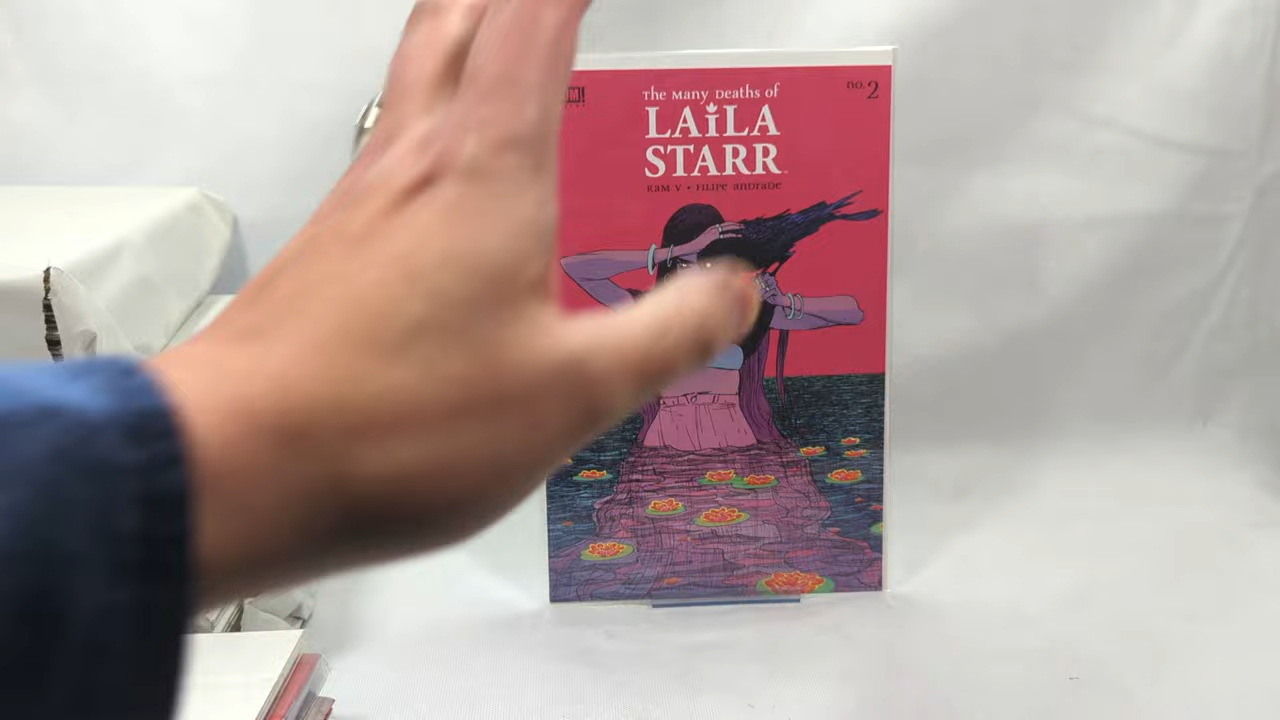 The Many Deaths of
LAiLA
STARR
RAM V • FILIPE ANDRADE
no. 2
M!